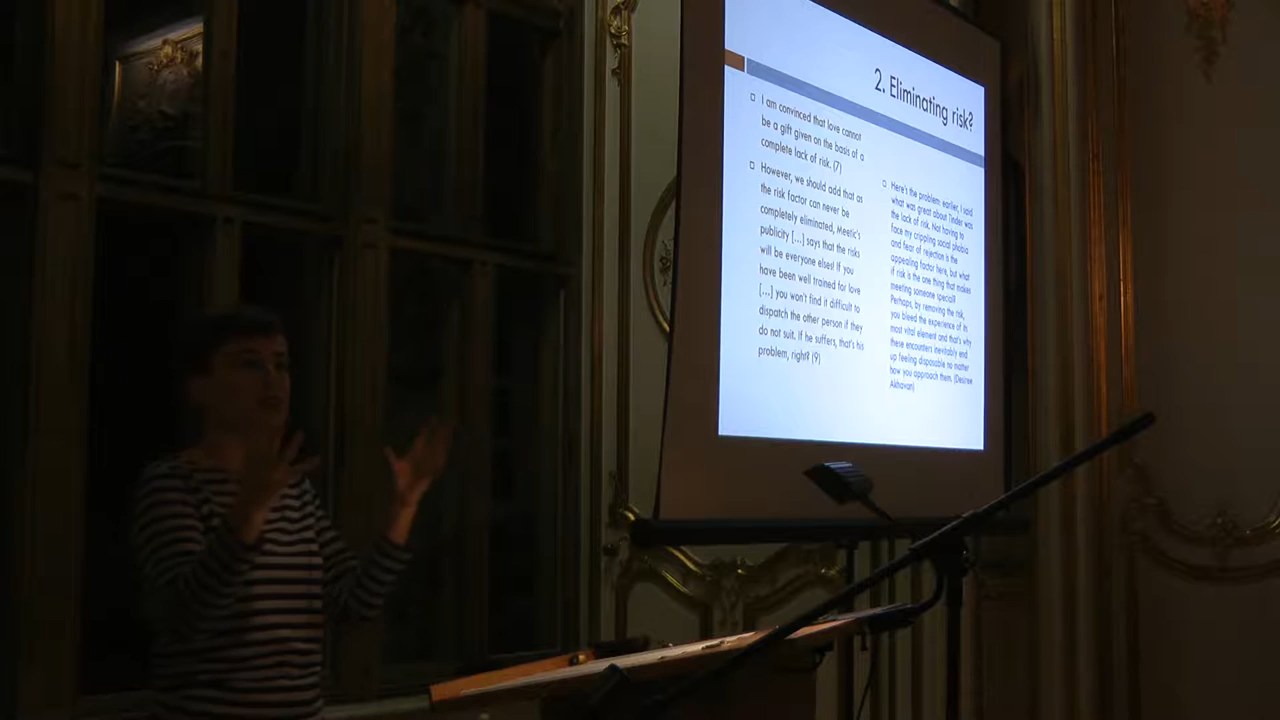 2. Eliminating risk?
I am convinced that love cannot
be a gift given on the basis of a
complete lack of risk. (7)
However, we should add that as
the risk factor can never be
completely eliminated, Meetic's
publicity [...] says that the risks
will be everyone elses! If you
have been well trained for love
[...] you won't find it difficult to
dispatch the other person if they
do not suit. If he suffers, that's his
problem, right? (9)
Here's the problem: earlier, I said
what was great about Tinder was
the lack of risk. Not having to
face my crippling social phobia
and fear of rejection is the
appealing factor here, but what
if risk is the one thing that makes
meeting someone special?
Perhaps, by removing the risk,
you bleed the experience of its
most vital element and that's why
these encounters inevitably end
up feeling disposable no matter
how you approach them. (Desiree
Akhavan)